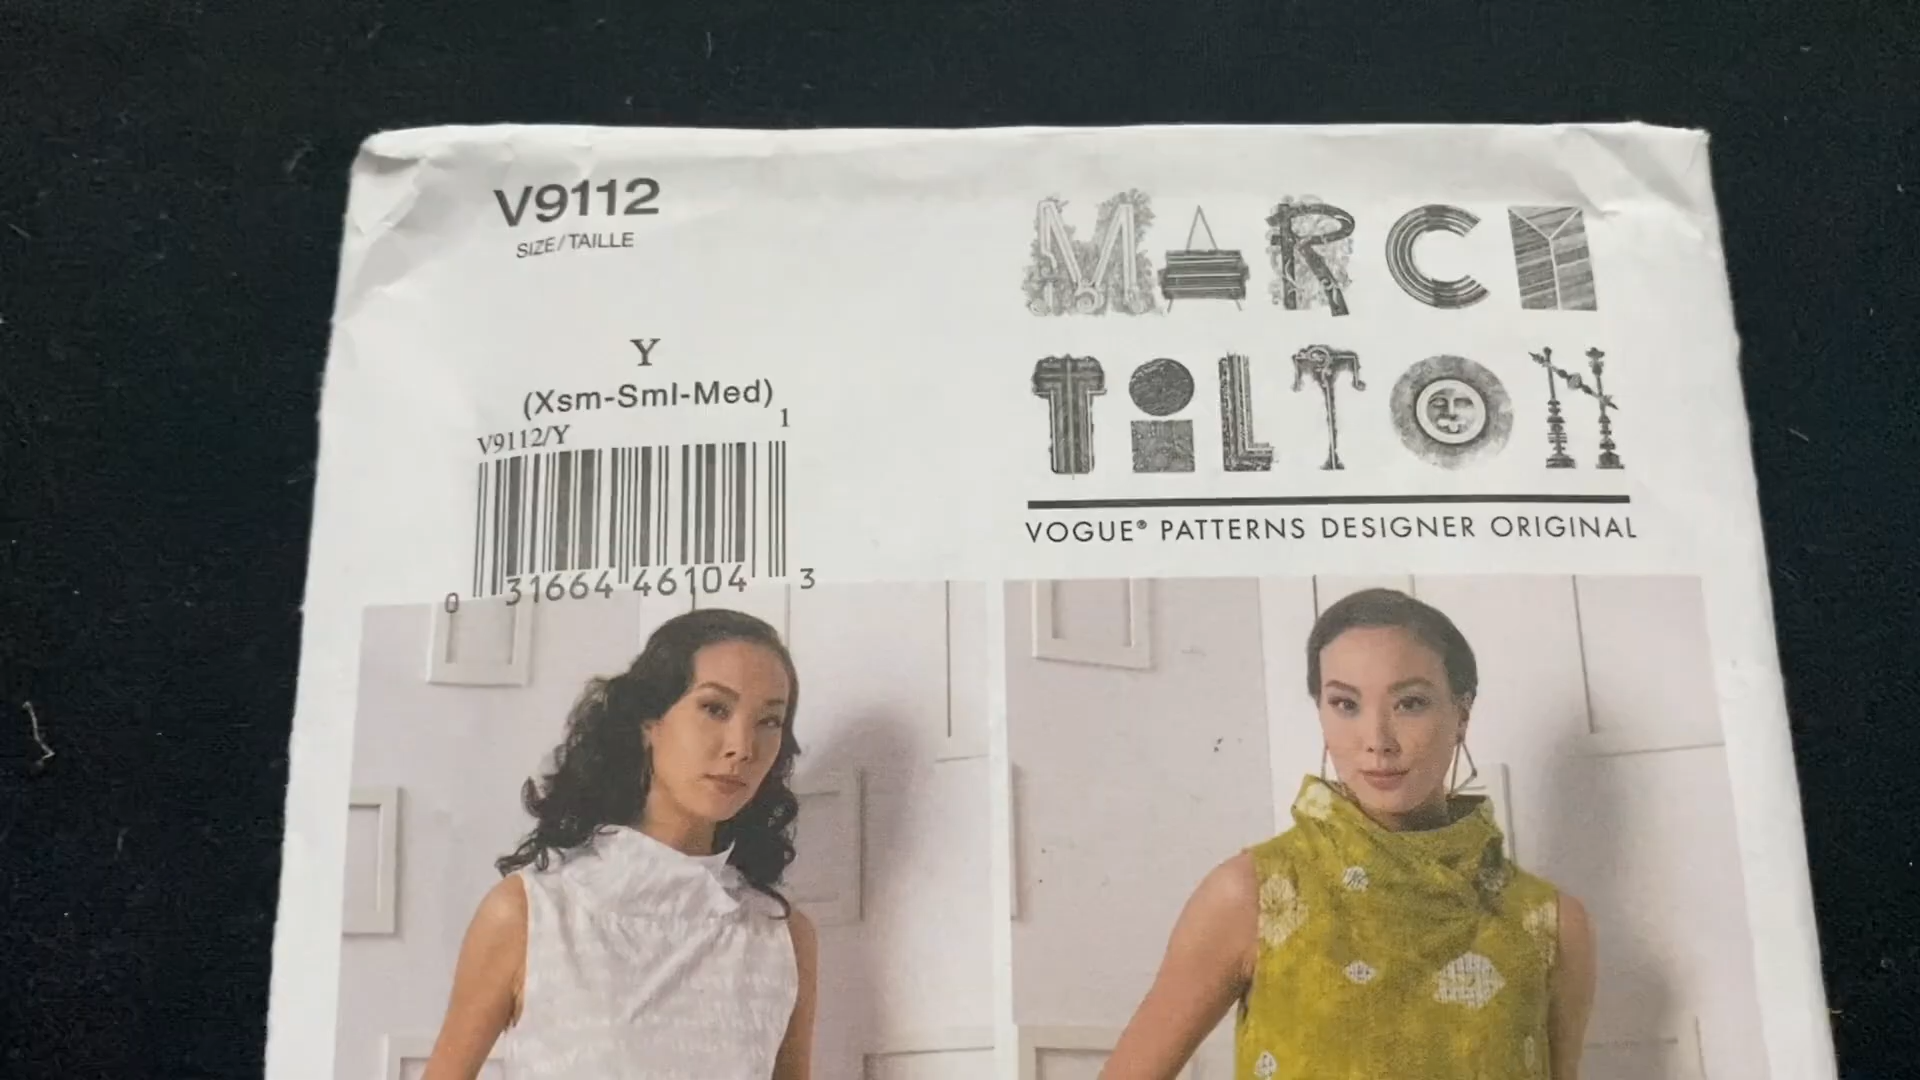 V9112
SIZE/TAILLE
Y
(Xsm-Sml-Med)
V9112/Y 1
0 31664 46104 3
MARCY
TiLTON
VOGUE® PATTERNS DESIGNER ORIGINAL